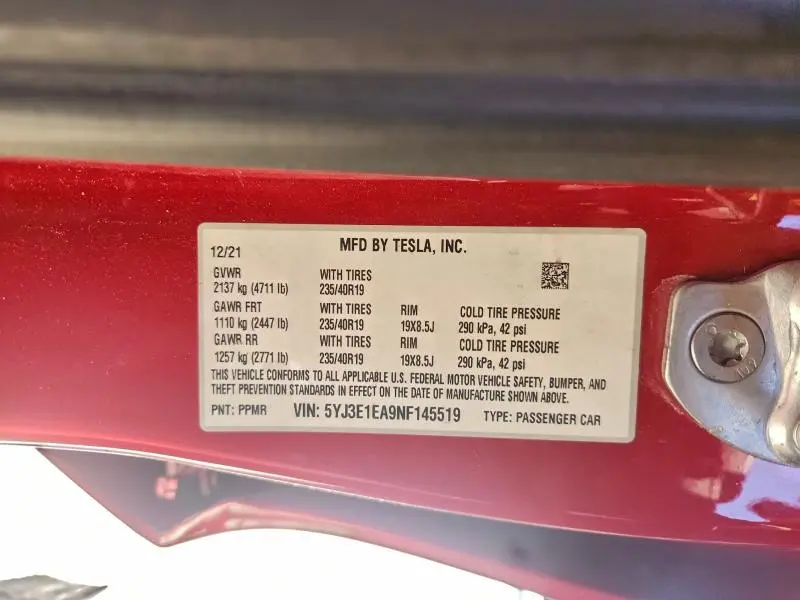 MFD BY TESLA, INC.
12/21
GVWR WITH TIRES
2137 kg (4711 lb) 235/40R19
GAWR FRT WITH TIRES RIM COLD TIRE PRESSURE
1110 kg (2447 lb) 235/40R19 19X8.5J 290 kPa, 42 psi
GAWR RR WITH TIRES RIM COLD TIRE PRESSURE
1257 kg (2771 lb) 235/40R19 19X8.5J 290 kPa, 42 psi
THIS VEHICLE CONFORMS TO ALL APPLICABLE U.S. FEDERAL MOTOR VEHICLE SAFETY, BUMPER, AND
THEFT PREVENTION STANDARDS IN EFFECT ON THE DATE OF MANUFACTURE SHOWN ABOVE.
PNT: PPMR VIN: 5YJ3E1EA9NF145519 TYPE: PASSENGER CAR